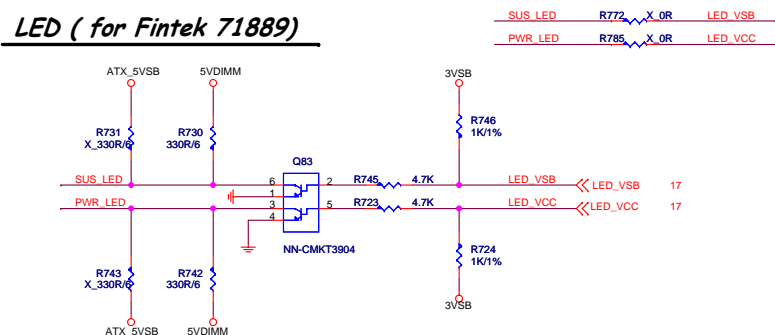 LED ( for Fintek 71889)
SUS_LED R772 X_0R LED_VSB
PWR_LED R785 X_0R LED_VCC
ATX_5VSB 5VDIMM 3VSB
R731 X_330R/6
R730 330R/6
R746 1K/1%
Q83
SUS_LED 6 2 R745 4.7K LED_VSB LED_VSB 17
1
PWR_LED 3 5 R723 4.7K LED_VCC LED_VCC 17
4
NN-CMKT3904
R743 X_330R/6
R742 330R/6
R724 1K/1%
3VSB
ATX_5VSB 5VDIMM